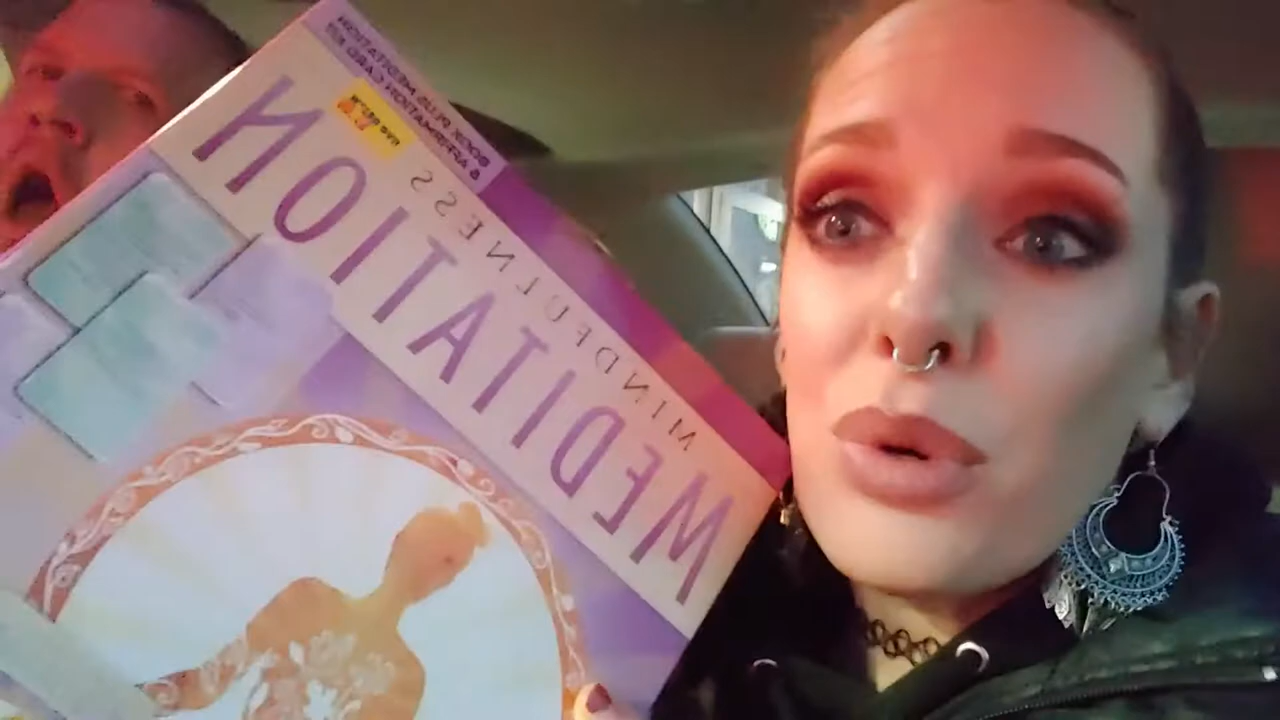 BOOK PLUS MEDITATION
& AFFIRMATION CARD KIT
MINDFULNESS
MEDITATION